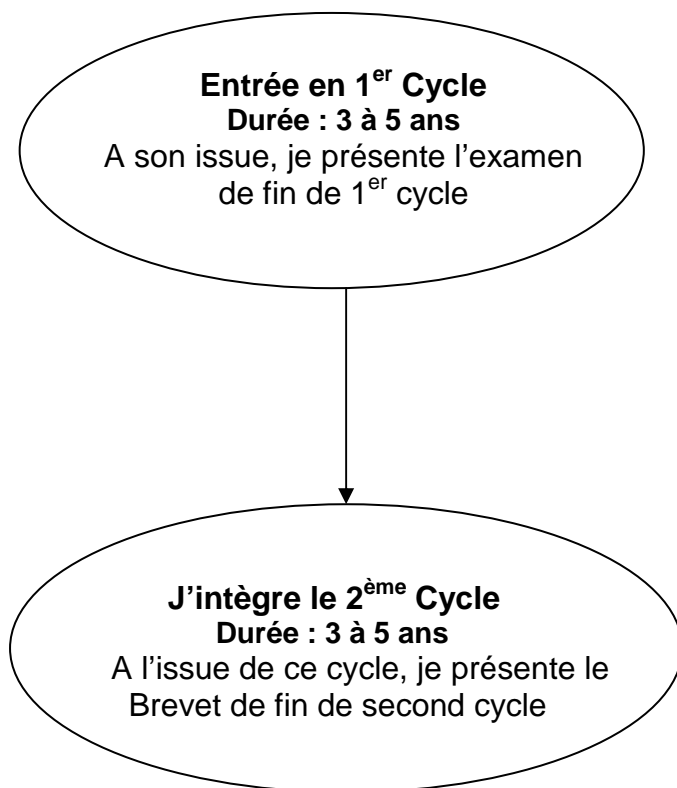 Entrée en 1er Cycle
Durée : 3 à 5 ans
A son issue, je présente l’examen
de fin de 1er cycle
J’intègre le 2ème Cycle
Durée : 3 à 5 ans
A l’issue de ce cycle, je présente le
Brevet de fin de second cycle